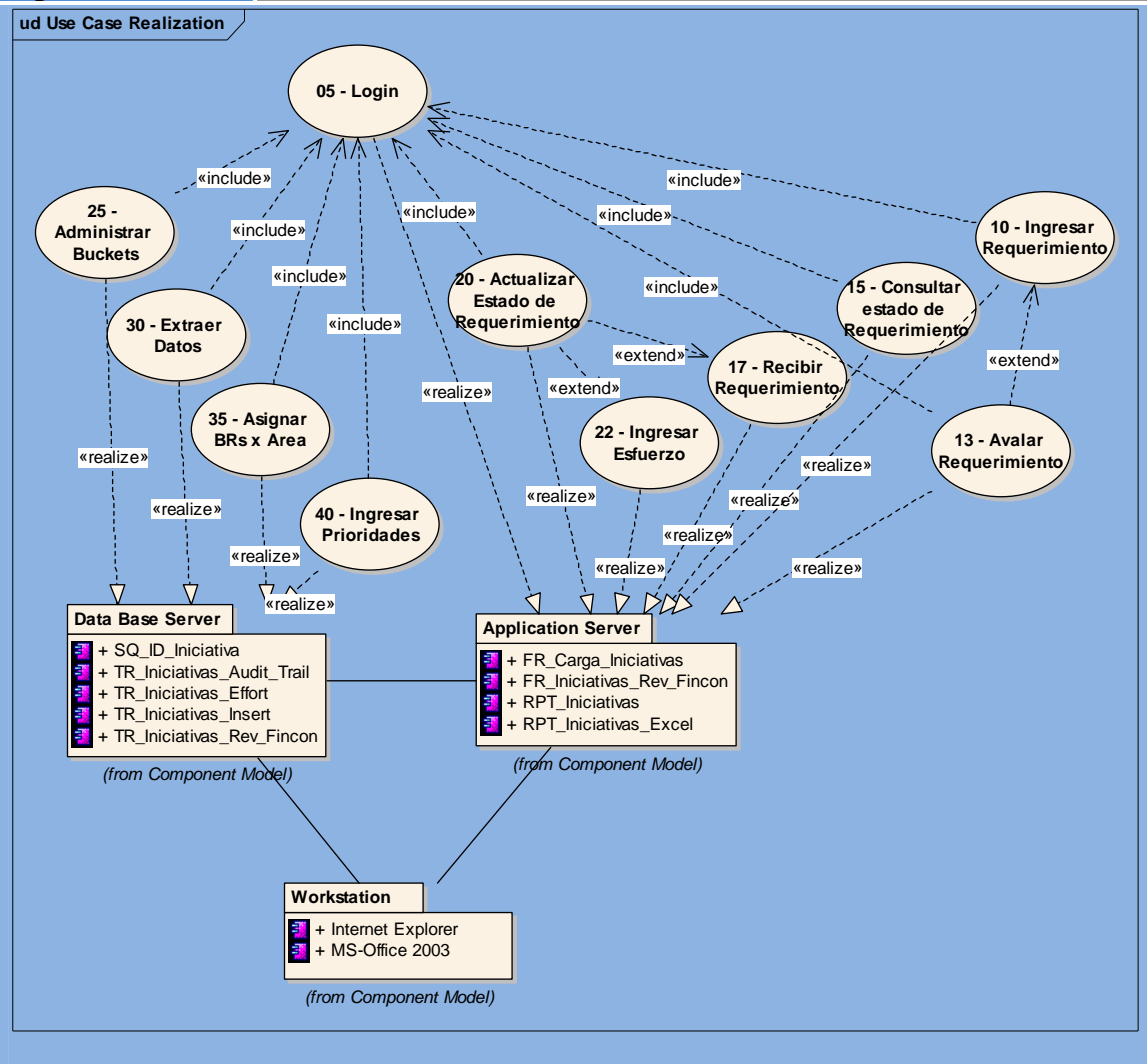 ud Use Case Realization
05 - Login
«include»
«include»
25 -
Administrar
Buckets
«include»
«include»
10 - Ingresar
Requerimiento
«include»
«include»
20 - Actualizar
Estado de
Requerimiento
«include»
15 - Consultar
estado de
Requerimiento
30 - Extraer
Datos
«include»
«extend»
«extend»
17 - Recibir
Requerimiento
«extend»
«realize»
35 - Asignar
BRs x Area
22 - Ingresar
Esfuerzo
13 - Avalar
Requerimiento
«realize»
«realize»
«realize»
«realize»
«realize»
40 - Ingresar
Prioridades
«realize»
«realize»
«realize»
«realize»
«realize»
Data Base Server
+ SQ_ID_Iniciativa
+ TR_Iniciativas_Audit_Trail
+ TR_Iniciativas_Effort
+ TR_Iniciativas_Insert
+ TR_Iniciativas_Rev_Fincon
(from Component Model)
Application Server
+ FR_Carga_Iniciativas
+ FR_Iniciativas_Rev_Fincon
+ RPT_Iniciativas
+ RPT_Iniciativas_Excel
(from Component Model)
Workstation
+ Internet Explorer
+ MS-Office 2003
(from Component Model)